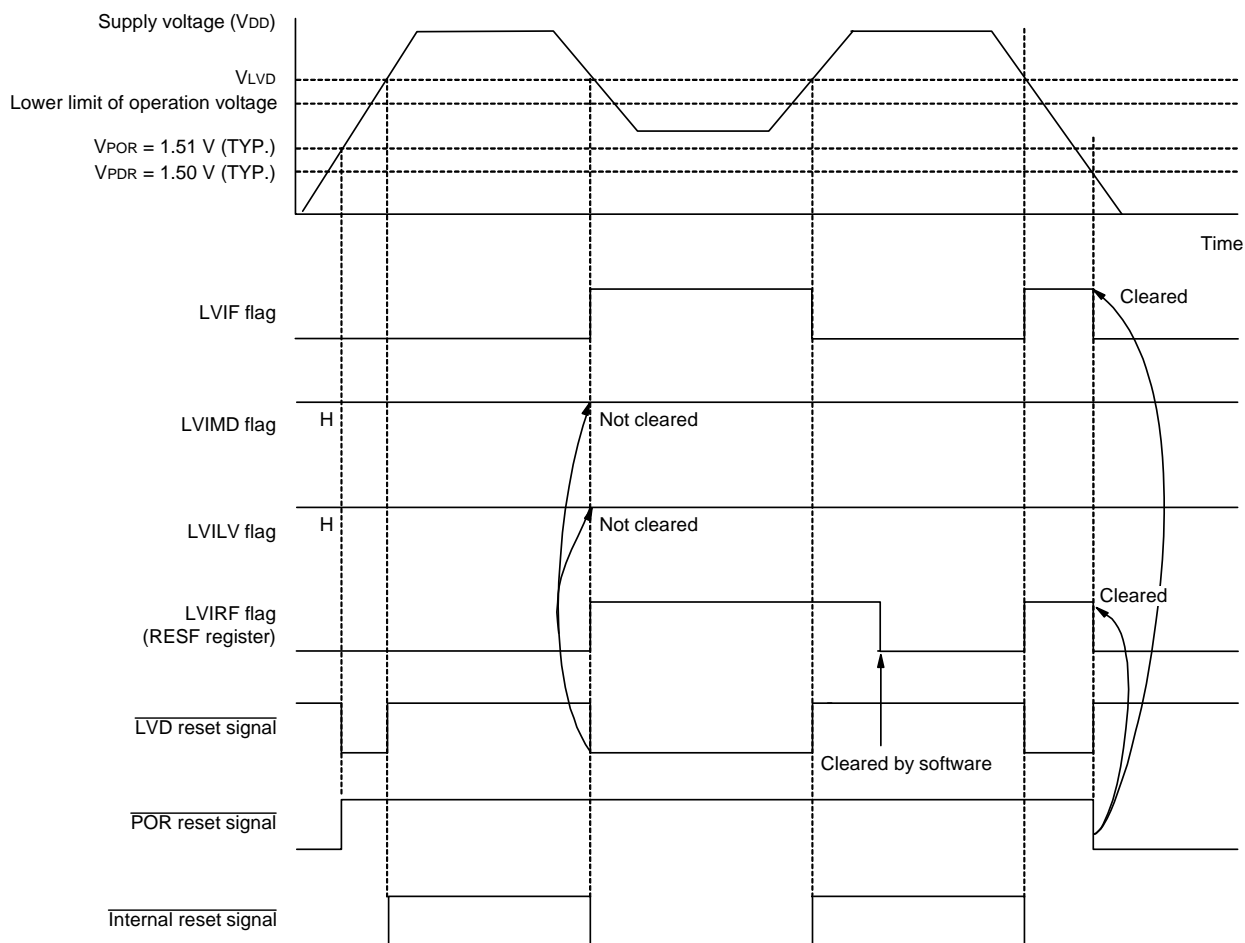 Supply voltage (VDD)
VLVD
Lower limit of operation voltage
VPOR = 1.51 V (TYP.)
VPDR = 1.50 V (TYP.)
Time
LVIF flag
Cleared
LVIMD flag
H
Not cleared
LVILV flag
H
Not cleared
LVIRF flag
(RESF register)
Cleared
LVD reset signal
Cleared by software
POR reset signal
Internal reset signal